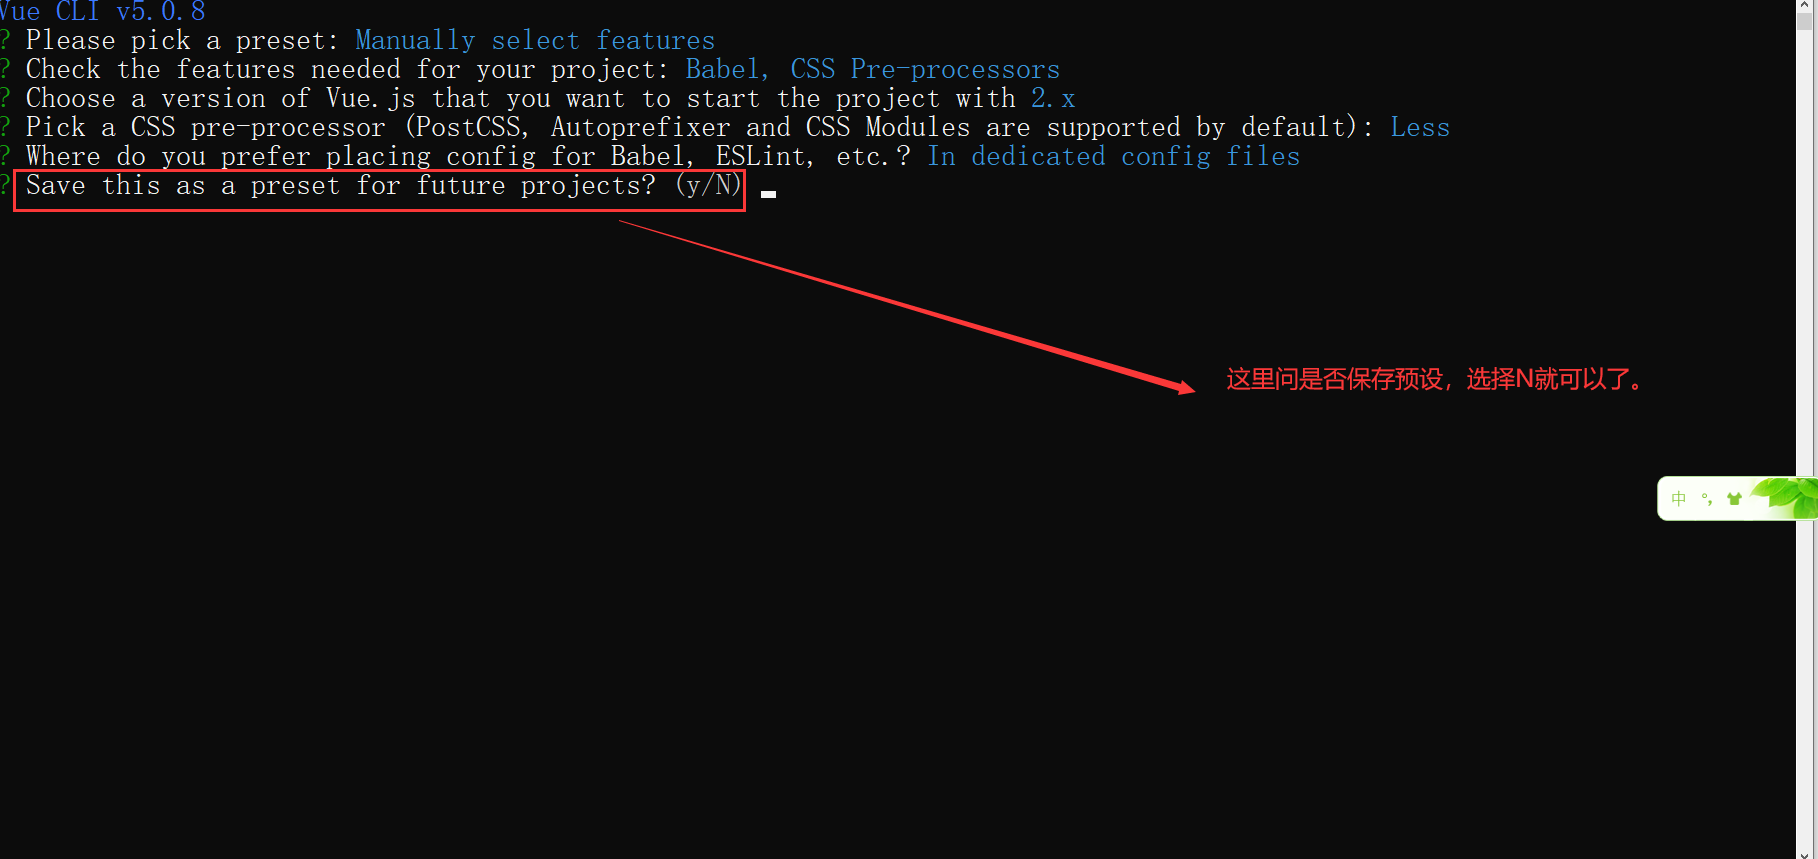 Vue CLI v5.0.8
? Please pick a preset: Manually select features
? Check the features needed for your project: Babel, CSS Pre-processors
? Choose a version of Vue.js that you want to start the project with 2.x
? Pick a CSS pre-processor (PostCSS, Autoprefixer and CSS Modules are supported by default): Less
? Where do you prefer placing config for Babel, ESLint, etc.? In dedicated config files
? Save this as a preset for future projects? (y/N)
这里问是否保存预设，选择N就可以了。
中 °,